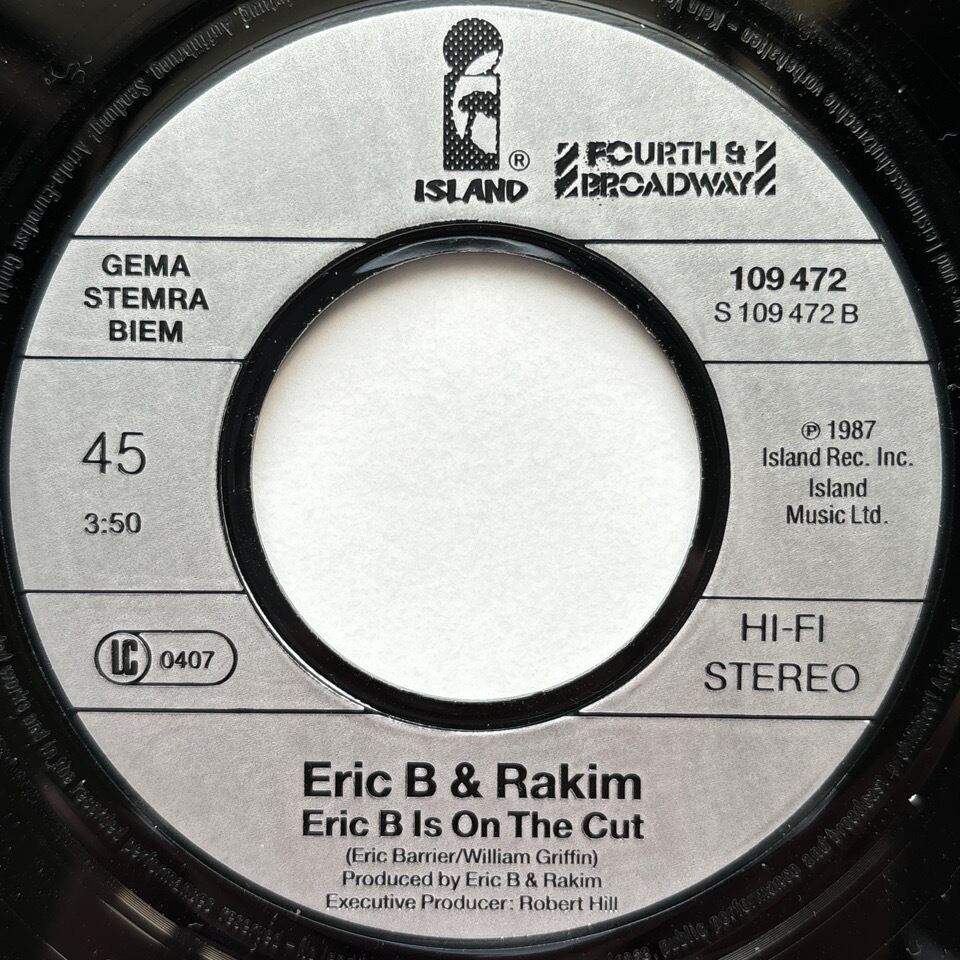 ISLAND ®
FOURTH &
BROADWAY
GEMA
STEMRA
BIEM
109 472
S 109 472 B
45
3:50
℗ 1987
Island Rec. Inc.
Island
Music Ltd.
LC 0407
HI-FI
STEREO
Eric B & Rakim
Eric B Is On The Cut
(Eric Barrier/William Griffin)
Produced by Eric B & Rakim
Executive Producer: Robert Hill